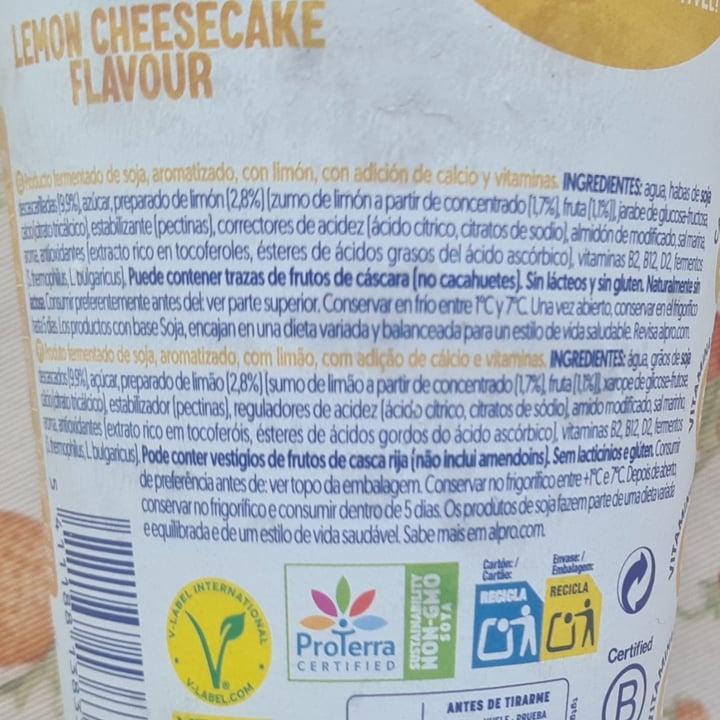 LEMON CHEESECAKE
FLAVOUR
Producto fermentado de soja, aromatizado, con limón, con adición de calcio y vitaminas. INGREDIENTES: agua, habas de soja
descascarilladas (9,9%), azúcar, preparado de limón (2,8%) [zumo de limón a partir de concentrado (1,7%), fruta (1,1%)], jarabe de glucosa-fructosa,
calcio (citrato tricálcico), estabilizante (pectinas), correctores de acidez (ácido cítrico, citratos de sodio), almidón de modificado, sal marina,
aroma, antioxidantes (extracto rico en tocoferoles, ésteres de ácidos grasos del ácido ascórbico), vitaminas B2, B12, D2, fermentos
(S. thermophilus, L. bulgaricus). Puede contener trazas de frutos de cáscara (no cacahuetes). Sin lácteos y sin gluten. Naturalmente sin
lactosa. Consumir preferentemente antes del: ver parte superior. Conservar en frío entre 1°C y 7°C. Una vez abierto, conservar en el frigorífico
hasta 5 días. Los productos con base Soja, encajan en una dieta variada y balanceada para un estilo de vida saludable. Revisa alpro.com.
Produto fermentado de soja, aromatizado, com limão, com adição de cálcio e vitaminas. INGREDIENTES: água, grãos de soja
descascados (9,9%), açúcar, preparado de limão (2,8%) [sumo de limão a partir de concentrado (1,7%), fruta (1,1%)], xarope de glicose-frutose,
cálcio (citrato tricálcico), estabilizador (pectinas), reguladores de acidez (ácido cítrico, citratos de sódio), amido modificado, sal marinho,
aroma, antioxidantes (extrato rico em tocoferóis, ésteres de ácidos gordos do ácido ascórbico), vitaminas B2, B12, D2, fermentos
(S. thermophilus, L. bulgaricus). Pode conter vestígios de frutos de casca rija (não inclui amendoins). Sem lacticínios e glúten. Consumir
de preferência antes de: ver topo da embalagem. Conservar no frigorífico entre +1°C e 7°C. Depois de aberto,
conservar no frigorífico e consumir dentro de 5 dias. Os produtos de soja fazem parte de uma dieta variada
e equilibrada e de um estilo de vida saudável. Sabe mais em alpro.com.
V-LABEL INTERNATIONAL
V-LABEL.COM
ProTerra
CERTIFIED
SUSTAINABILITY
NON-GMO
SOYA
Cartón: /
Cartão:
RECICLA
Envase: /
Embalagem:
RECICLA
Certified
B
ANTES DE TIRARME
5 411188